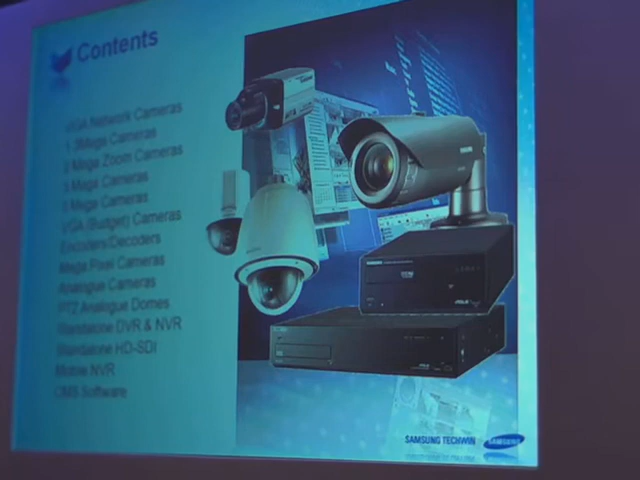 Contents
VGA Network Cameras
1.3Mega Cameras
2 Mega Zoom Cameras
3 Mega Cameras
Mega Cameras
VGA (Budget) Cameras
Encoders/Decoders
Mega Pixel Cameras
Analogue Cameras
PTZ Analogue Domes
Standalone DVR & NVR
Standalone HD-SDI
Mobile NVR
CMS Software
SAMSUNG TECHWIN
SAMSUNG